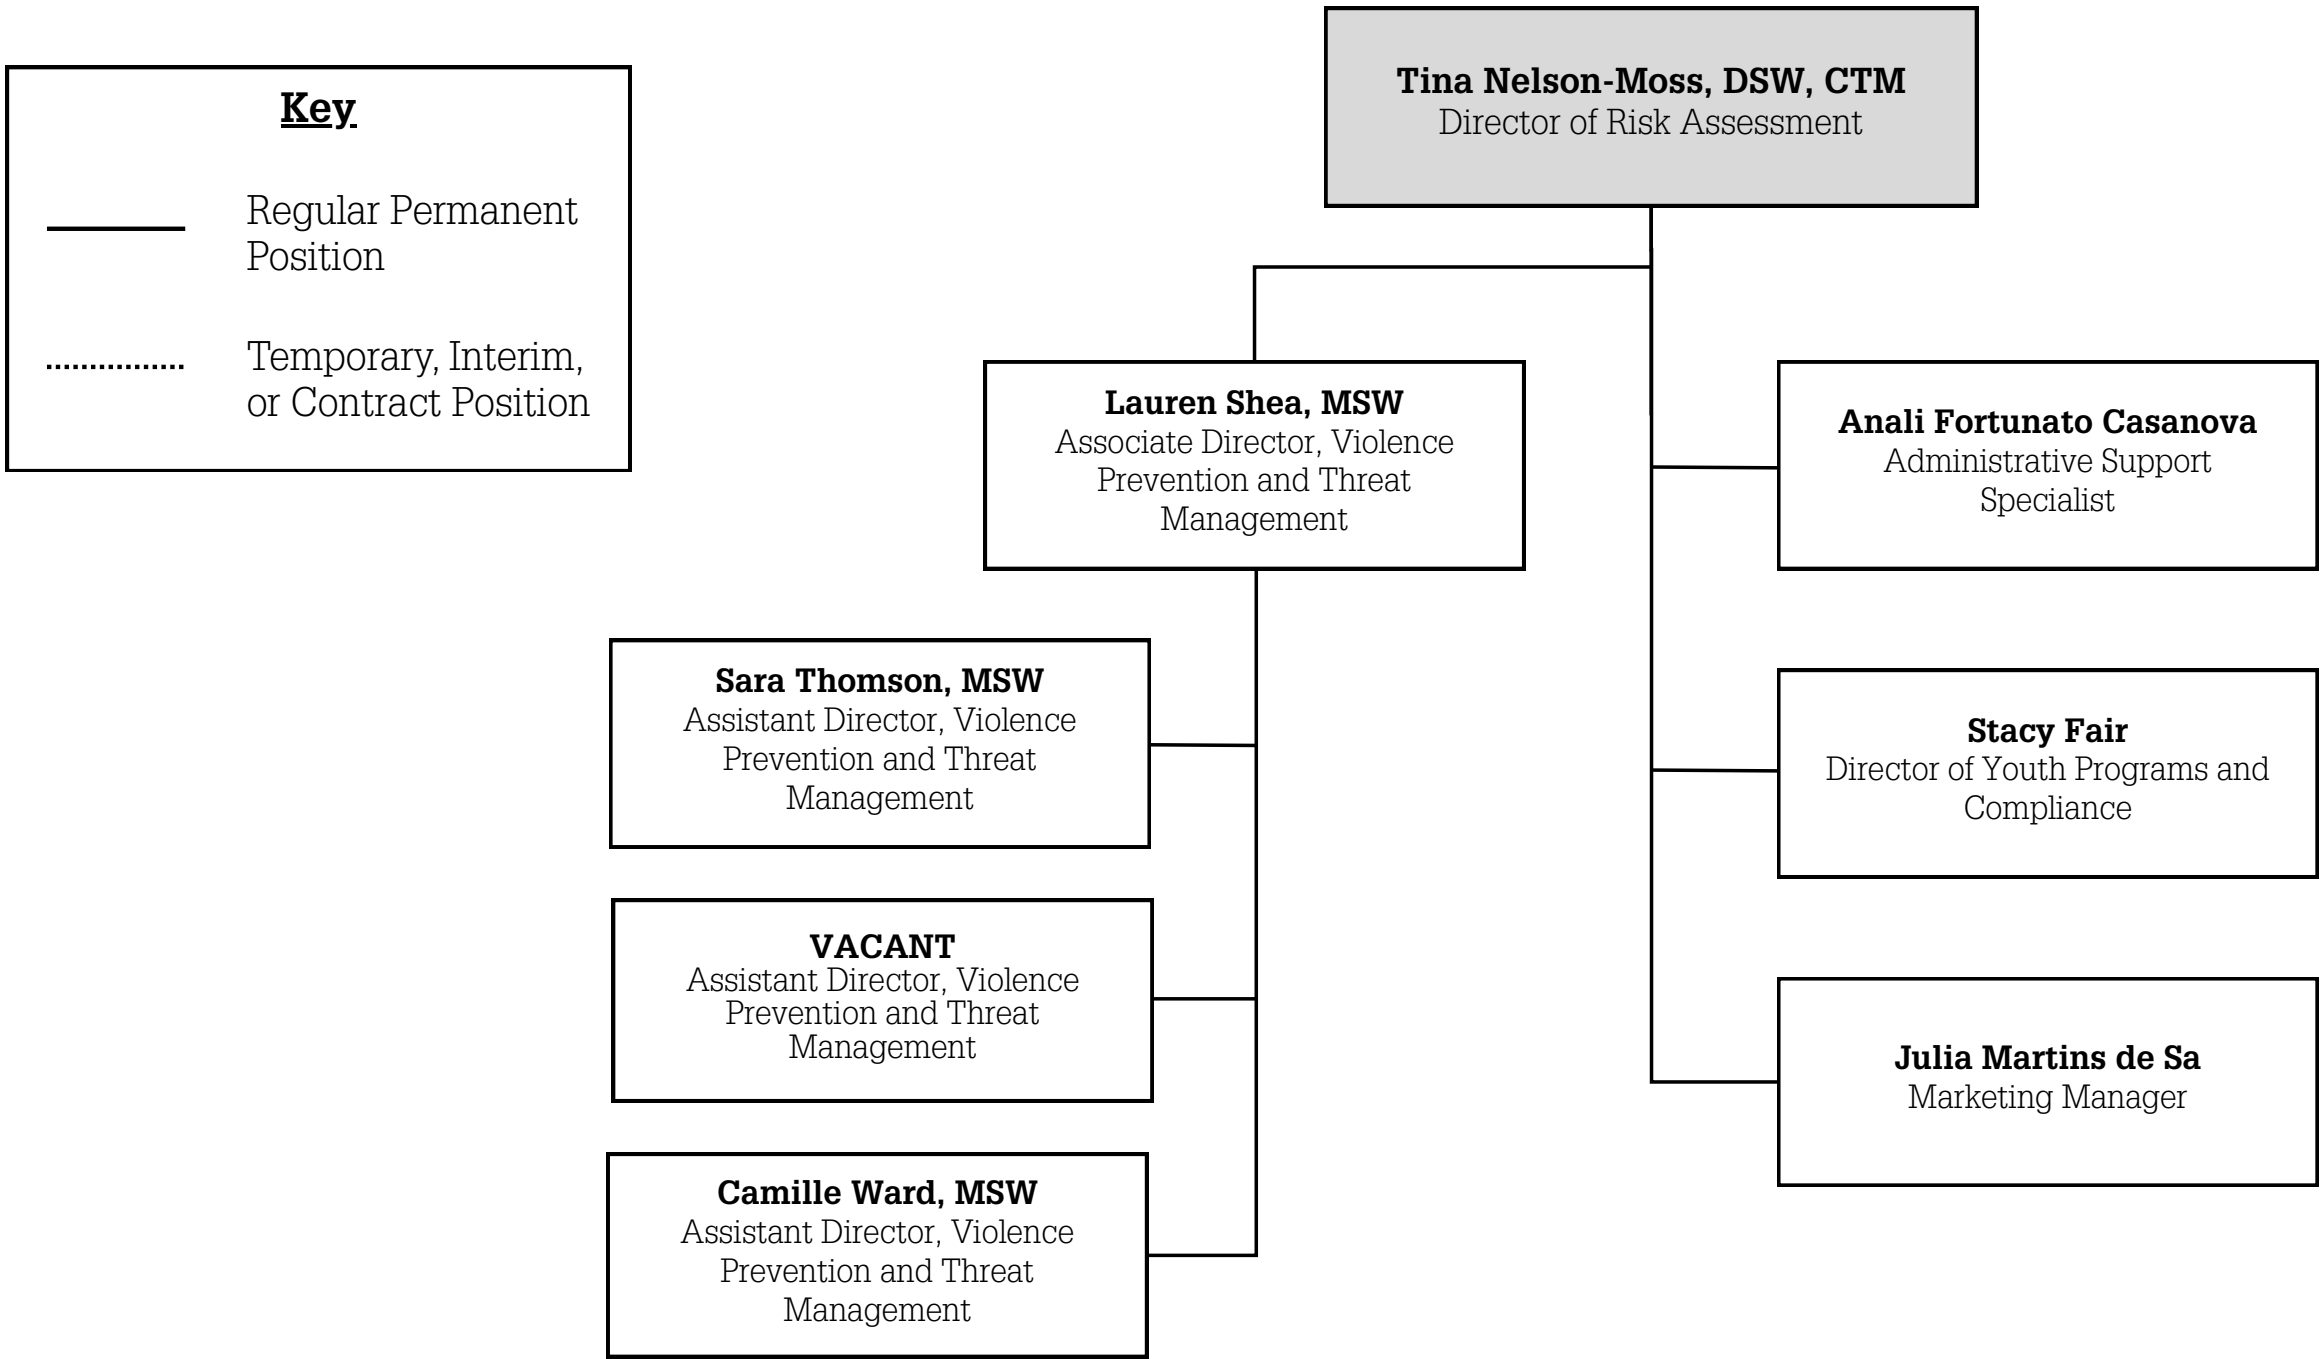 Key
Regular Permanent
Position
Temporary, Interim,
or Contract Position
Tina Nelson-Moss, DSW, CTM
Director of Risk Assessment
Lauren Shea, MSW
Associate Director, Violence
Prevention and Threat
Management
Sara Thomson, MSW
Assistant Director, Violence
Prevention and Threat
Management
VACANT
Assistant Director, Violence
Prevention and Threat
Management
Camille Ward, MSW
Assistant Director, Violence
Prevention and Threat
Management
Anali Fortunato Casanova
Administrative Support
Specialist
Stacy Fair
Director of Youth Programs and
Compliance
Julia Martins de Sa
Marketing Manager